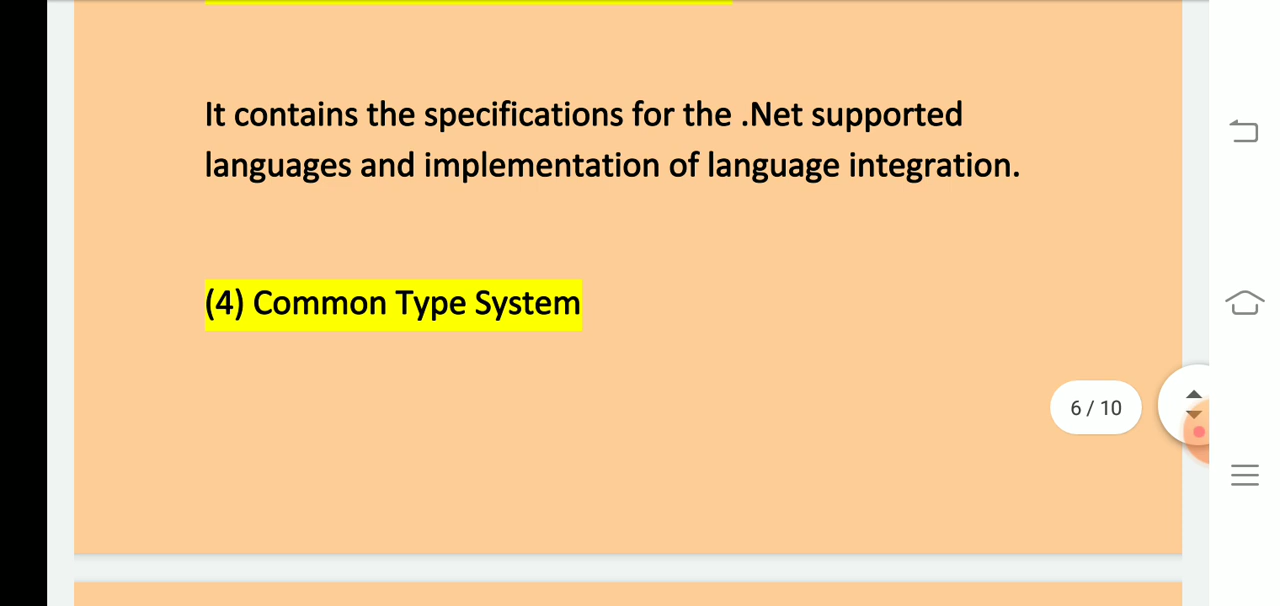 It contains the specifications for the .Net supported
languages and implementation of language integration.
(4) Common Type System
6 / 10